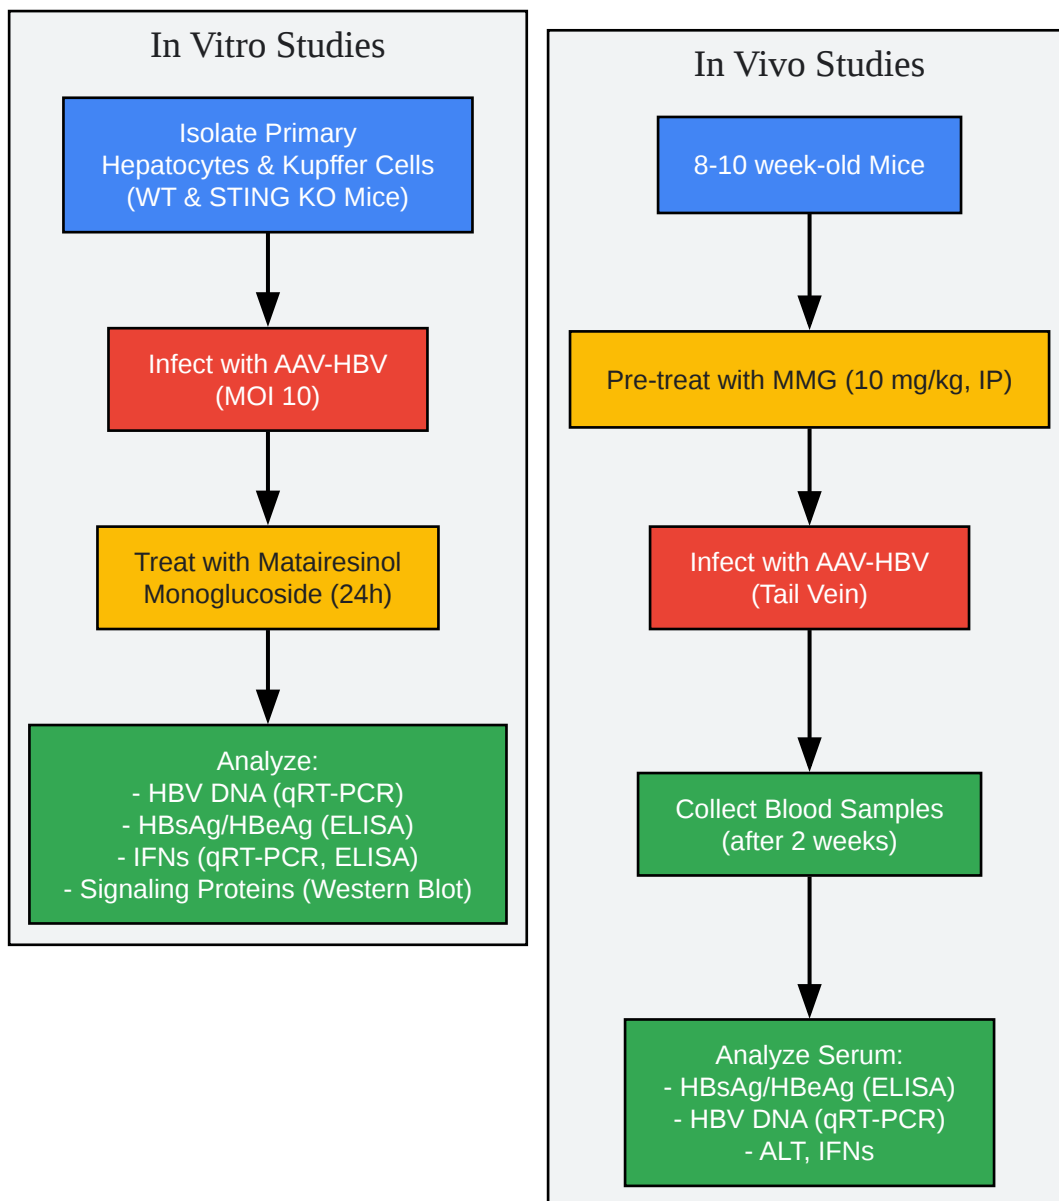 In Vitro Studies
Isolate Primary
Hepatocytes & Kupffer Cells
(WT & STING KO Mice)
Infect with AAV-HBV
(MOI 10)
Treat with Matairesinol
Monoglucoside (24h)
Analyze:
- HBV DNA (qRT-PCR)
- HBsAg/HBeAg (ELISA)
- IFNs (qRT-PCR, ELISA)
- Signaling Proteins (Western Blot)
In Vivo Studies
8-10 week-old Mice
Pre-treat with MMG (10 mg/kg, IP)
Infect with AAV-HBV
(Tail Vein)
Collect Blood Samples
(after 2 weeks)
Analyze Serum:
- HBsAg/HBeAg (ELISA)
- HBV DNA (qRT-PCR)
- ALT, IFNs